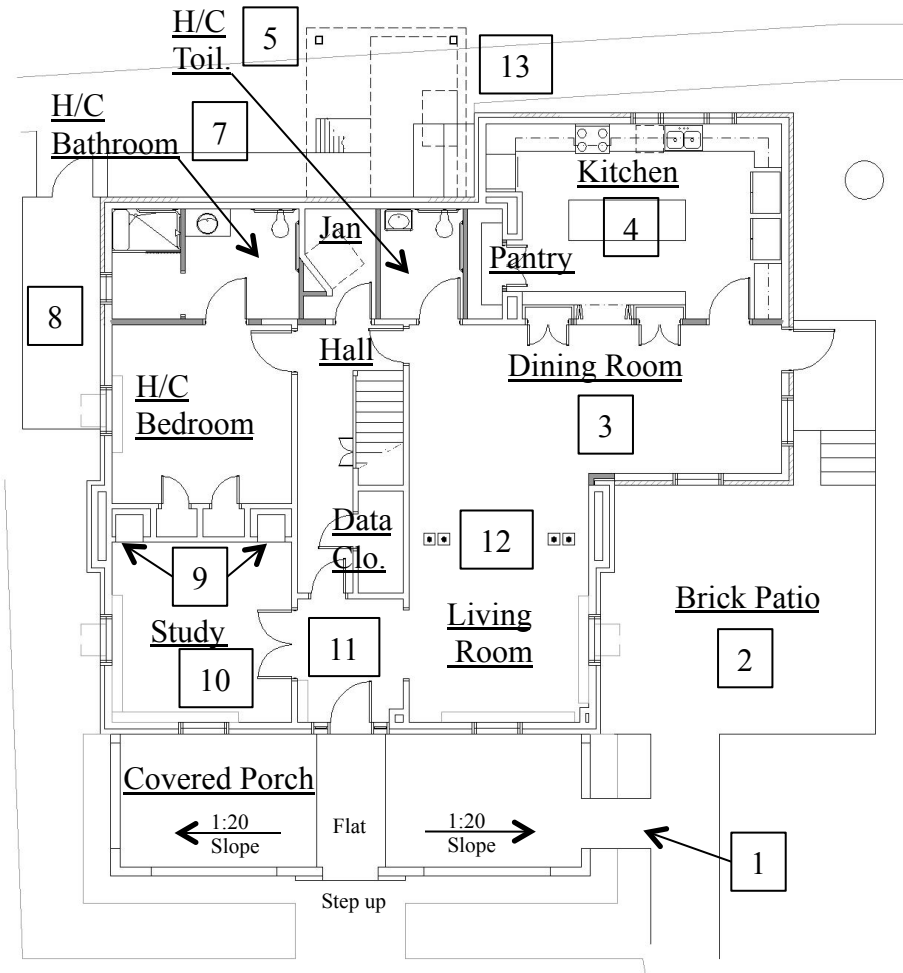 H/C
Toil.
5
13
H/C
Bathroom
7
Kitchen
4
Jan
Pantry
8
Hall
Dining Room
H/C
Bedroom
3
Data
Clo.
12
9
Brick Patio
Study
Living
Room
11
10
2
Covered Porch
1:20
Slope
Flat
1:20
Slope
1
Step up